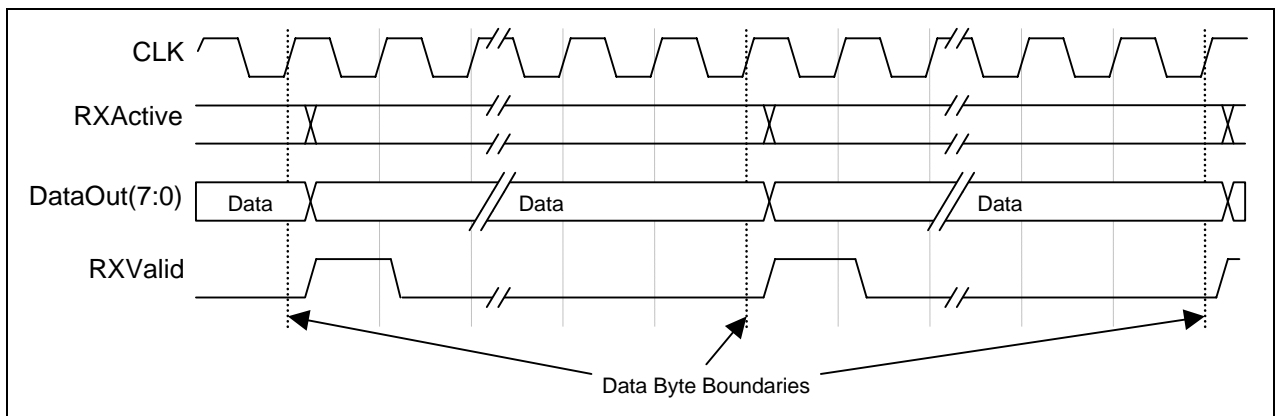 CLK
RXActive
DataOut(7:0)
Data
Data
Data
RXValid
Data Byte Boundaries